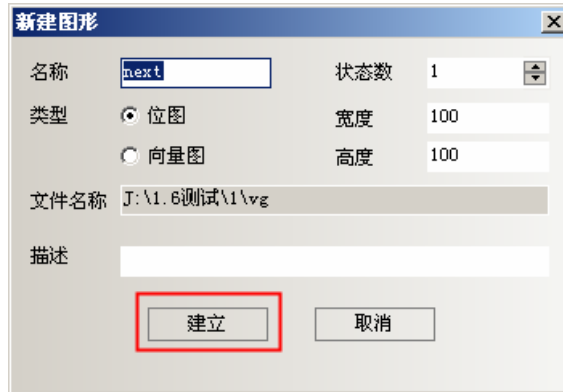 新建图形
名称 next 状态数 1
类型 位图 宽度 100
向量图 高度 100
文件名称 J:\1.6测试\1\vg
描述
建立 取消